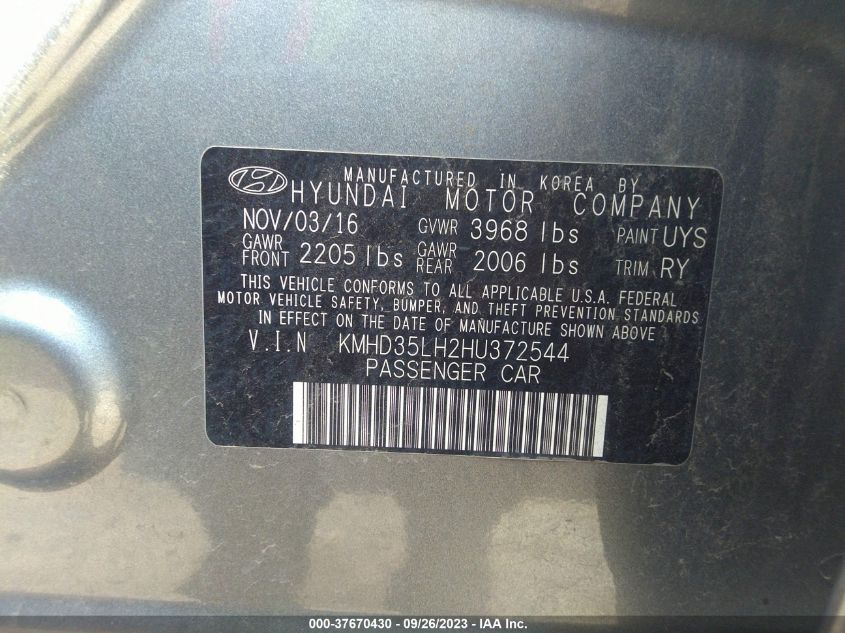 MANUFACTURED IN KOREA BY
HYUNDAI MOTOR COMPANY
NOV/03/16 GVWR 3968 lbs PAINT UYS
GAWR FRONT 2205 lbs GAWR REAR 2006 lbs TRIM RY
THIS VEHICLE CONFORMS TO ALL APPLICABLE U.S.A. FEDERAL
MOTOR VEHICLE SAFETY, BUMPER, AND THEFT PREVENTION STANDARDS
IN EFFECT ON THE DATE OF MANUFACTURE SHOWN ABOVE
V.I.N KMHD35LH2HU372544
PASSENGER CAR
000-37670430 - 09/26/2023 - IAA Inc.